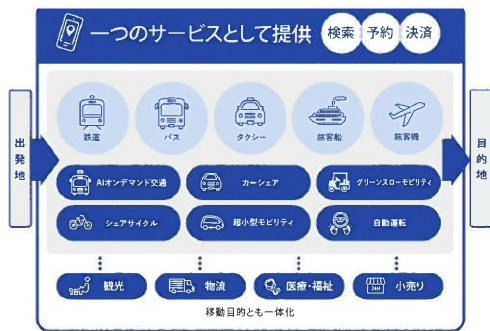 一つのサービスとして提供
検索 予約 決済
出発地
目的地
鉄道 バス タクシー 旅客船 旅客機
AIオンデマンド交通 カーシェア グリーンスローモビリティ
シェアサイクル 超小型モビリティ 自動運転
観光 物流 医療・福祉 24H 小売り
移動目的とも一体化